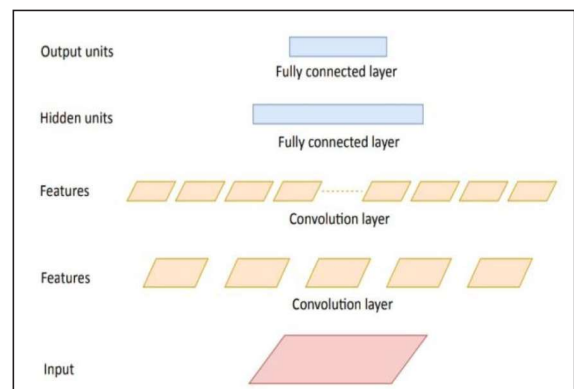 Output units
Fully connected layer
Hidden units
Fully connected layer
Features
Convolution layer
Features
Convolution layer
Input